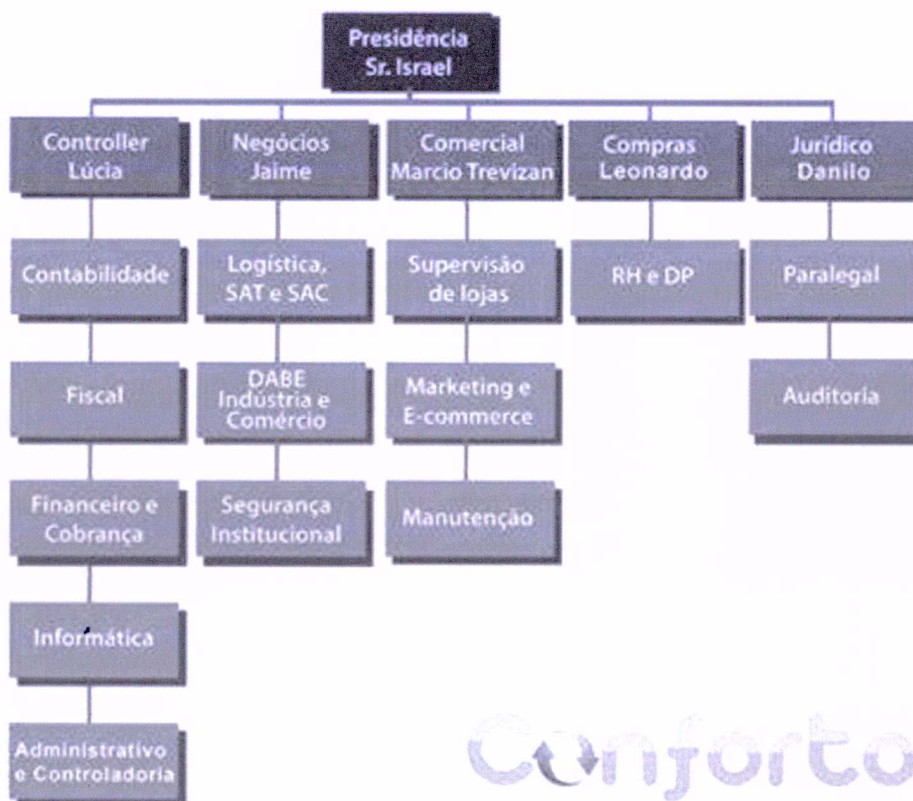 Presidência
Sr. Israel
Controller
Lúcia
Negócios
Jaime
Comercial
Marcio Trevizan
Compras
Leonardo
Jurídico
Danilo
Contabilidade
Logística,
SAT e SAC
Supervisão
de lojas
RH e DP
Paralegal
Fiscal
DABE
Indústria e
Comércio
Marketing e
E-commerce
Auditoria
Financeiro e
Cobrança
Segurança
Institucional
Manutenção
Informática
Administrativo
e Controladoria
Conforto